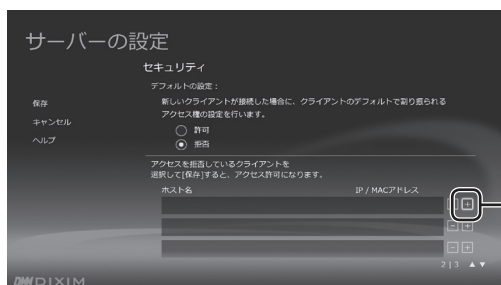 サーバーの設定
セキュリティ
デフォルトの設定：
新しいクライアントが接続した場合に、クライアントのデフォルトで割り振られる
アクセス権の設定を行います。
許可
拒否
保存
キャンセル
ヘルプ
アクセスを拒否しているクライアントを
選択して[保存]すると、アクセス許可になります。
ホスト名 IP / MACアドレス
- +
- +
- +
2 | 3 ▲ ▼
DIXIM